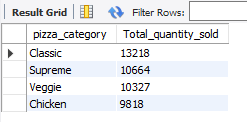 Result Grid Filter Rows:
pizza_category Total_quantity_sold
Classic 13218
Supreme 10664
Veggie 10327
Chicken 9818